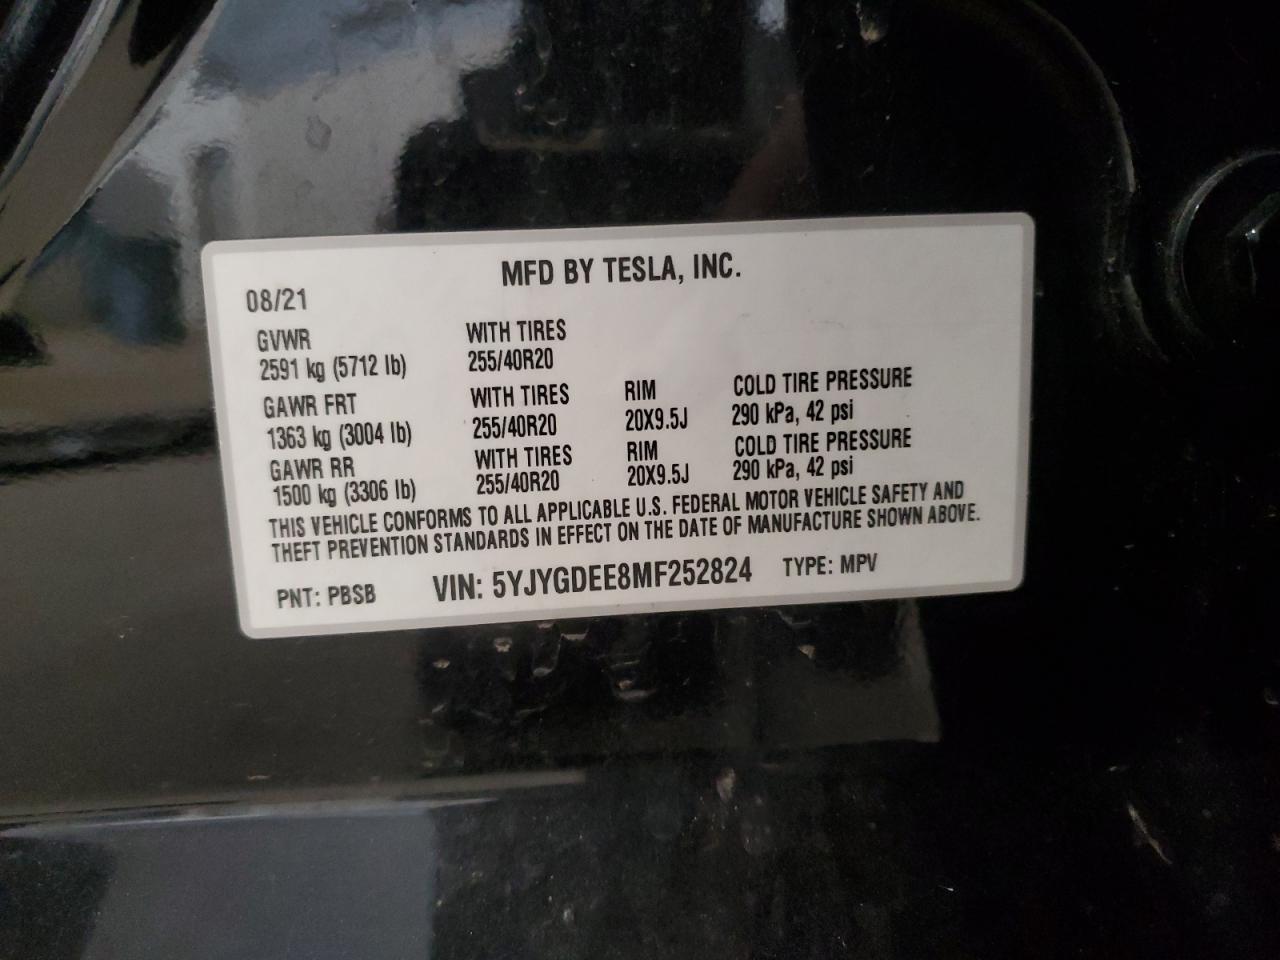 MFD BY TESLA, INC.
08/21
GVWR WITH TIRES
2591 kg (5712 lb) 255/40R20
GAWR FRT WITH TIRES RIM COLD TIRE PRESSURE
1363 kg (3004 lb) 255/40R20 20X9.5J 290 kPa, 42 psi
GAWR RR WITH TIRES RIM COLD TIRE PRESSURE
1500 kg (3306 lb) 255/40R20 20X9.5J 290 kPa, 42 psi
THIS VEHICLE CONFORMS TO ALL APPLICABLE U.S. FEDERAL MOTOR VEHICLE SAFETY AND
THEFT PREVENTION STANDARDS IN EFFECT ON THE DATE OF MANUFACTURE SHOWN ABOVE.
PNT: PBSB VIN: 5YJYGDEE8MF252824 TYPE: MPV